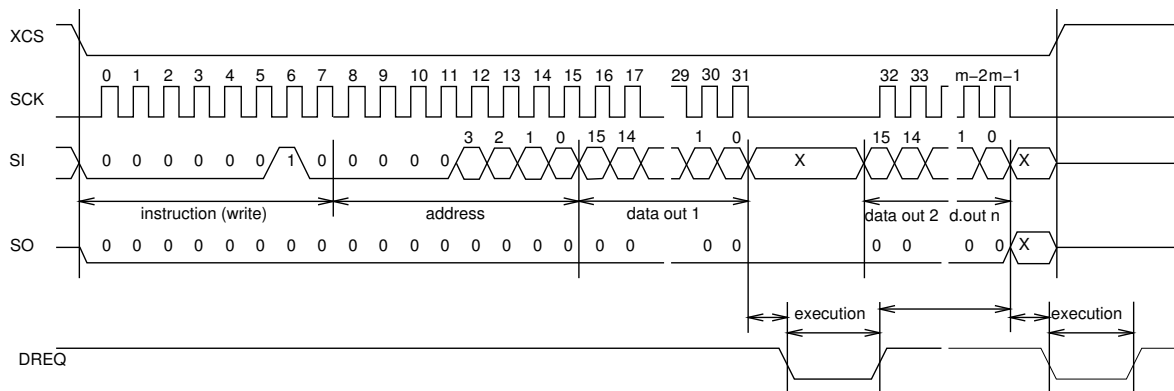 XCS
0 1 2 3 4 5 6 7 8 9 10 11 12 13 14 15 16 17 29 30 31 32 33 m−2 m−1
SCK
3 2 1 0 15 14 1 0 15 14 1 0
SI 0 0 0 0 0 0 1 0 0 0 0 0 X X
instruction (write) address data out 1 data out 2 d.out n
SO 0 0 0 0 0 0 0 0 0 0 0 0 0 0 0 0 0 0 0 0 0 0 0 0 X
execution execution
DREQ